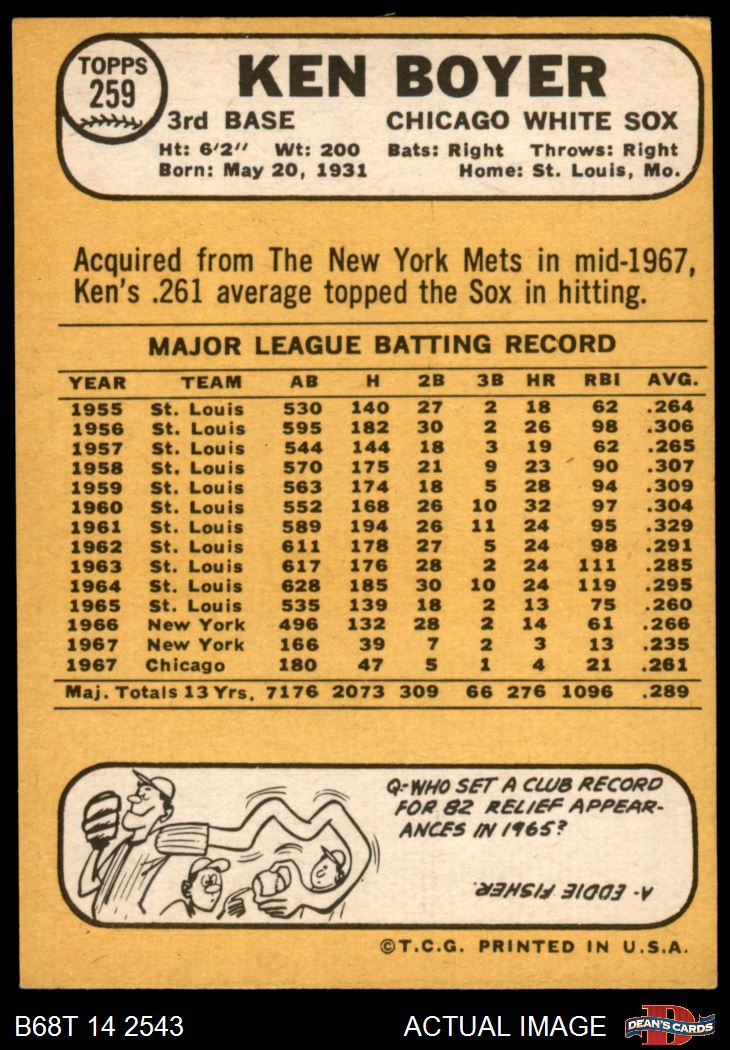 TOPPS
259
KEN BOYER
3rd BASE CHICAGO WHITE SOX
Ht: 6'2'' Wt: 200 Bats: Right Throws: Right
Born: May 20, 1931 Home: St. Louis, Mo.
Acquired from The New York Mets in mid-1967,
Ken's .261 average topped the Sox in hitting.
MAJOR LEAGUE BATTING RECORD
YEAR TEAM AB H 2B 3B HR RBI AVG.
1955 St. Louis 530 140 27 2 18 62 .264
1956 St. Louis 595 182 30 2 26 98 .306
1957 St. Louis 544 144 18 3 19 62 .265
1958 St. Louis 570 175 21 9 23 90 .307
1959 St. Louis 563 174 18 5 28 94 .309
1960 St. Louis 552 168 26 10 32 97 .304
1961 St. Louis 589 194 26 11 24 95 .329
1962 St. Louis 611 178 27 5 24 98 .291
1963 St. Louis 617 176 28 2 24 111 .285
1964 St. Louis 628 185 30 10 24 119 .295
1965 St. Louis 535 139 18 2 13 75 .260
1966 New York 496 132 28 2 14 61 .266
1967 New York 166 39 7 2 3 13 .235
1967 Chicago 180 47 5 1 4 21 .261
Maj. Totals 13 Yrs. 7176 2073 309 66 276 1096 .289
Q-WHO SET A CLUB RECORD
FOR 82 RELIEF APPEAR-
ANCES IN 1965?
A- EDDIE FISHER.
©T.C.G. PRINTED IN U.S.A.
B68T 14 2543 ACTUAL IMAGE D DEAN'S CARDS